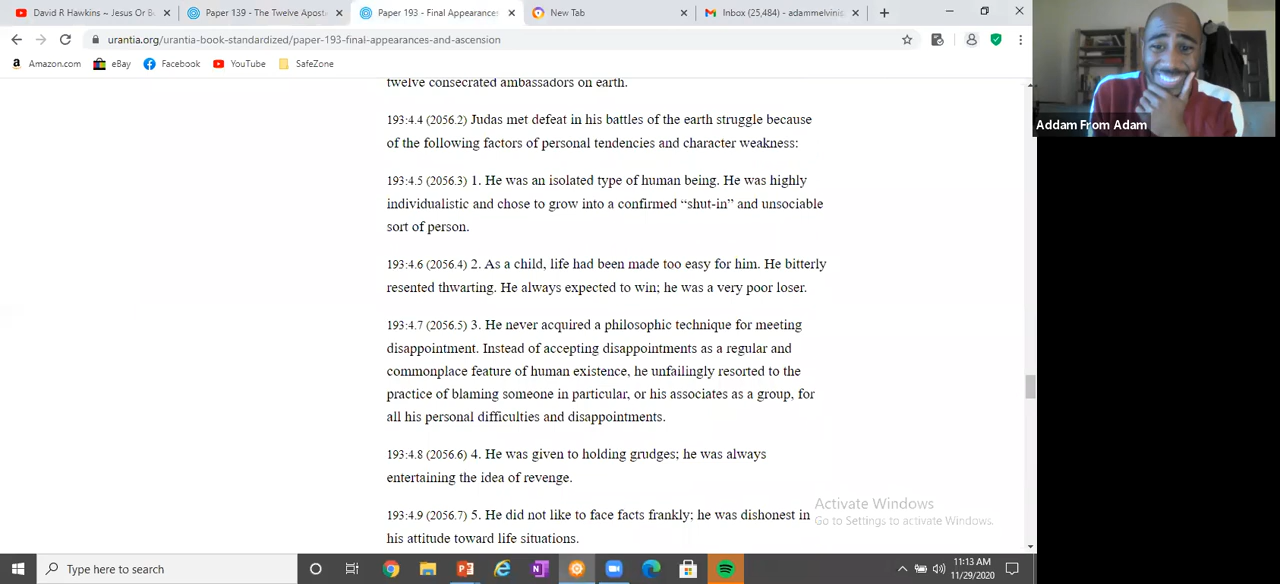 David R Hawkins ~ Jesus Or B
Paper 139 - The Twelve Apost
Paper 193 - Final Appearances
New Tab
Inbox (25,484) - adammelvinis
urantia.org/urantia-book-standardized/paper-193-final-appearances-and-ascension
Amazon.com
eBay
Facebook
YouTube
SafeZone
Addam From Adam
twelve consecrated ambassadors on earth.
193:4.4 (2056.2) Judas met defeat in his battles of the earth struggle because
of the following factors of personal tendencies and character weakness:
193:4.5 (2056.3) 1. He was an isolated type of human being. He was highly
individualistic and chose to grow into a confirmed “shut-in” and unsociable
sort of person.
193:4.6 (2056.4) 2. As a child, life had been made too easy for him. He bitterly
resented thwarting. He always expected to win; he was a very poor loser.
193:4.7 (2056.5) 3. He never acquired a philosophic technique for meeting
disappointment. Instead of accepting disappointments as a regular and
commonplace feature of human existence, he unfailingly resorted to the
practice of blaming someone in particular, or his associates as a group, for
all his personal difficulties and disappointments.
193:4.8 (2056.6) 4. He was given to holding grudges; he was always
entertaining the idea of revenge.
193:4.9 (2056.7) 5. He did not like to face facts frankly; he was dishonest in
his attitude toward life situations.
Activate Windows
Go to Settings to activate Windows.
Type here to search
11:13 AM
11/29/2020